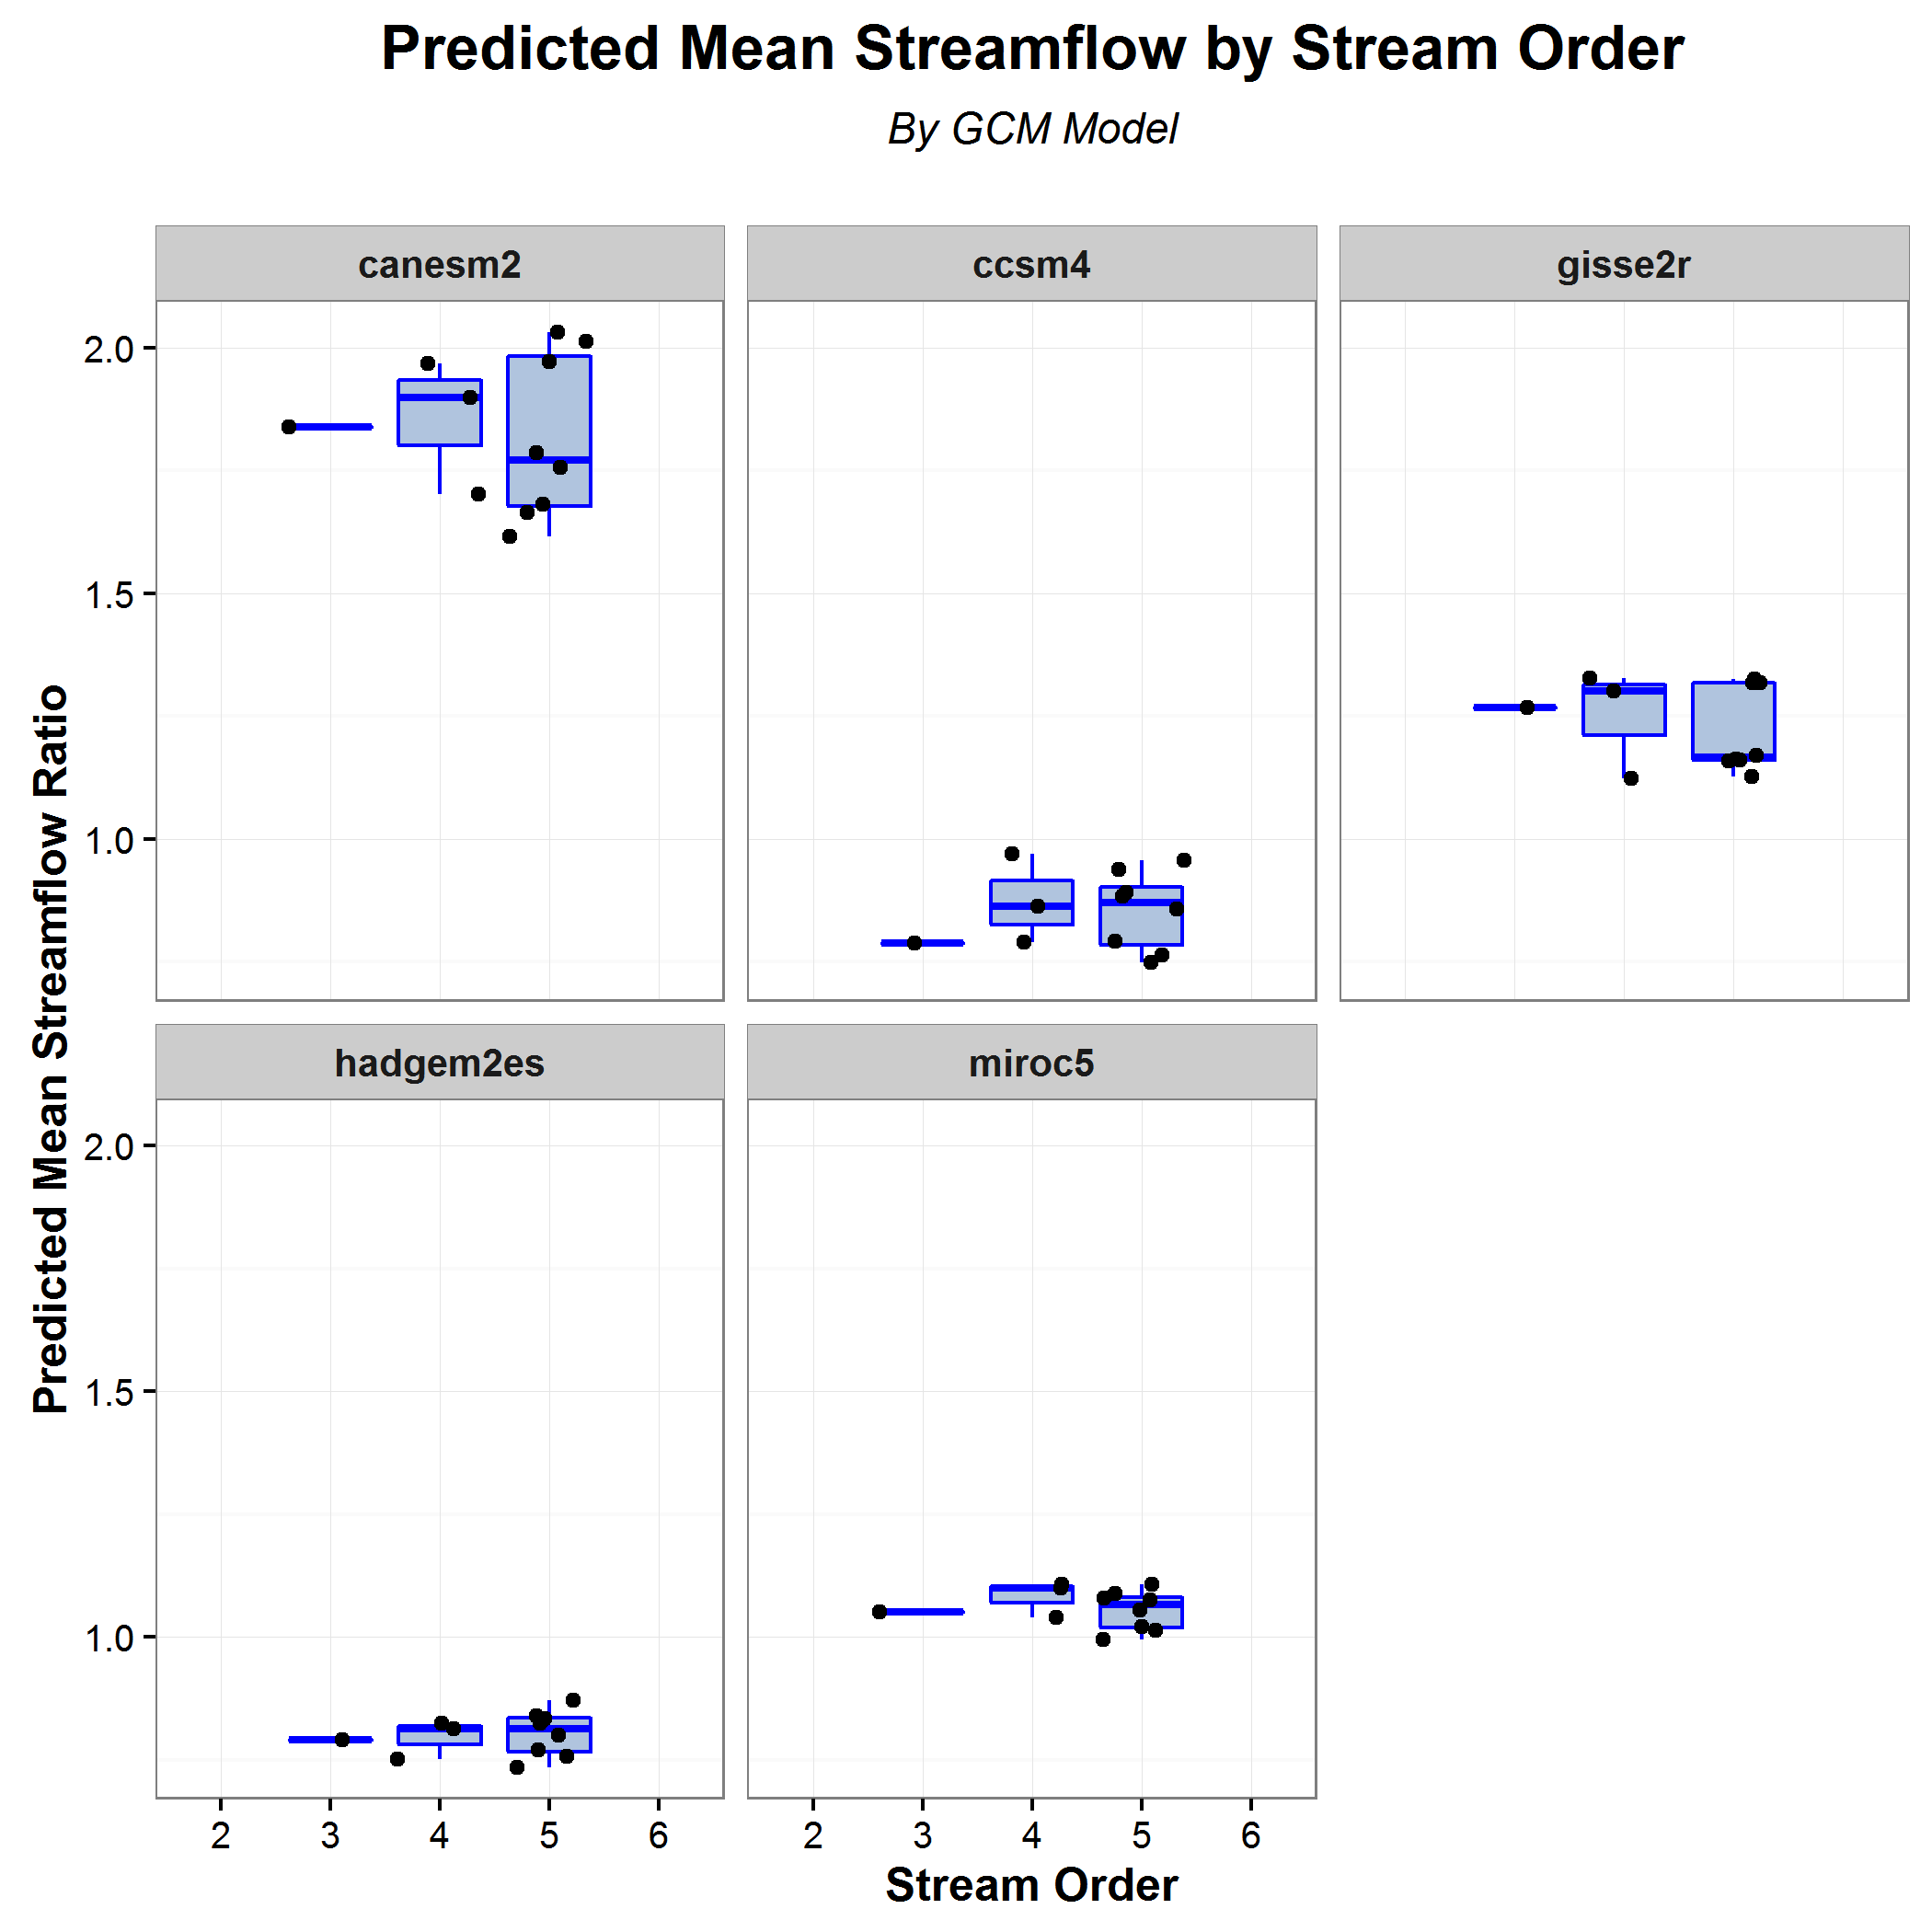 Predicted Mean Streamflow by Stream Order
By GCM Model
canesm2
ccsm4
gisse2r
2.0
1.5
1.0
Predicted Mean Streamflow Ratio
hadgem2es
miroc5
2.0
1.5
1.0
2 3 4 5 6
2 3 4 5 6
Stream Order